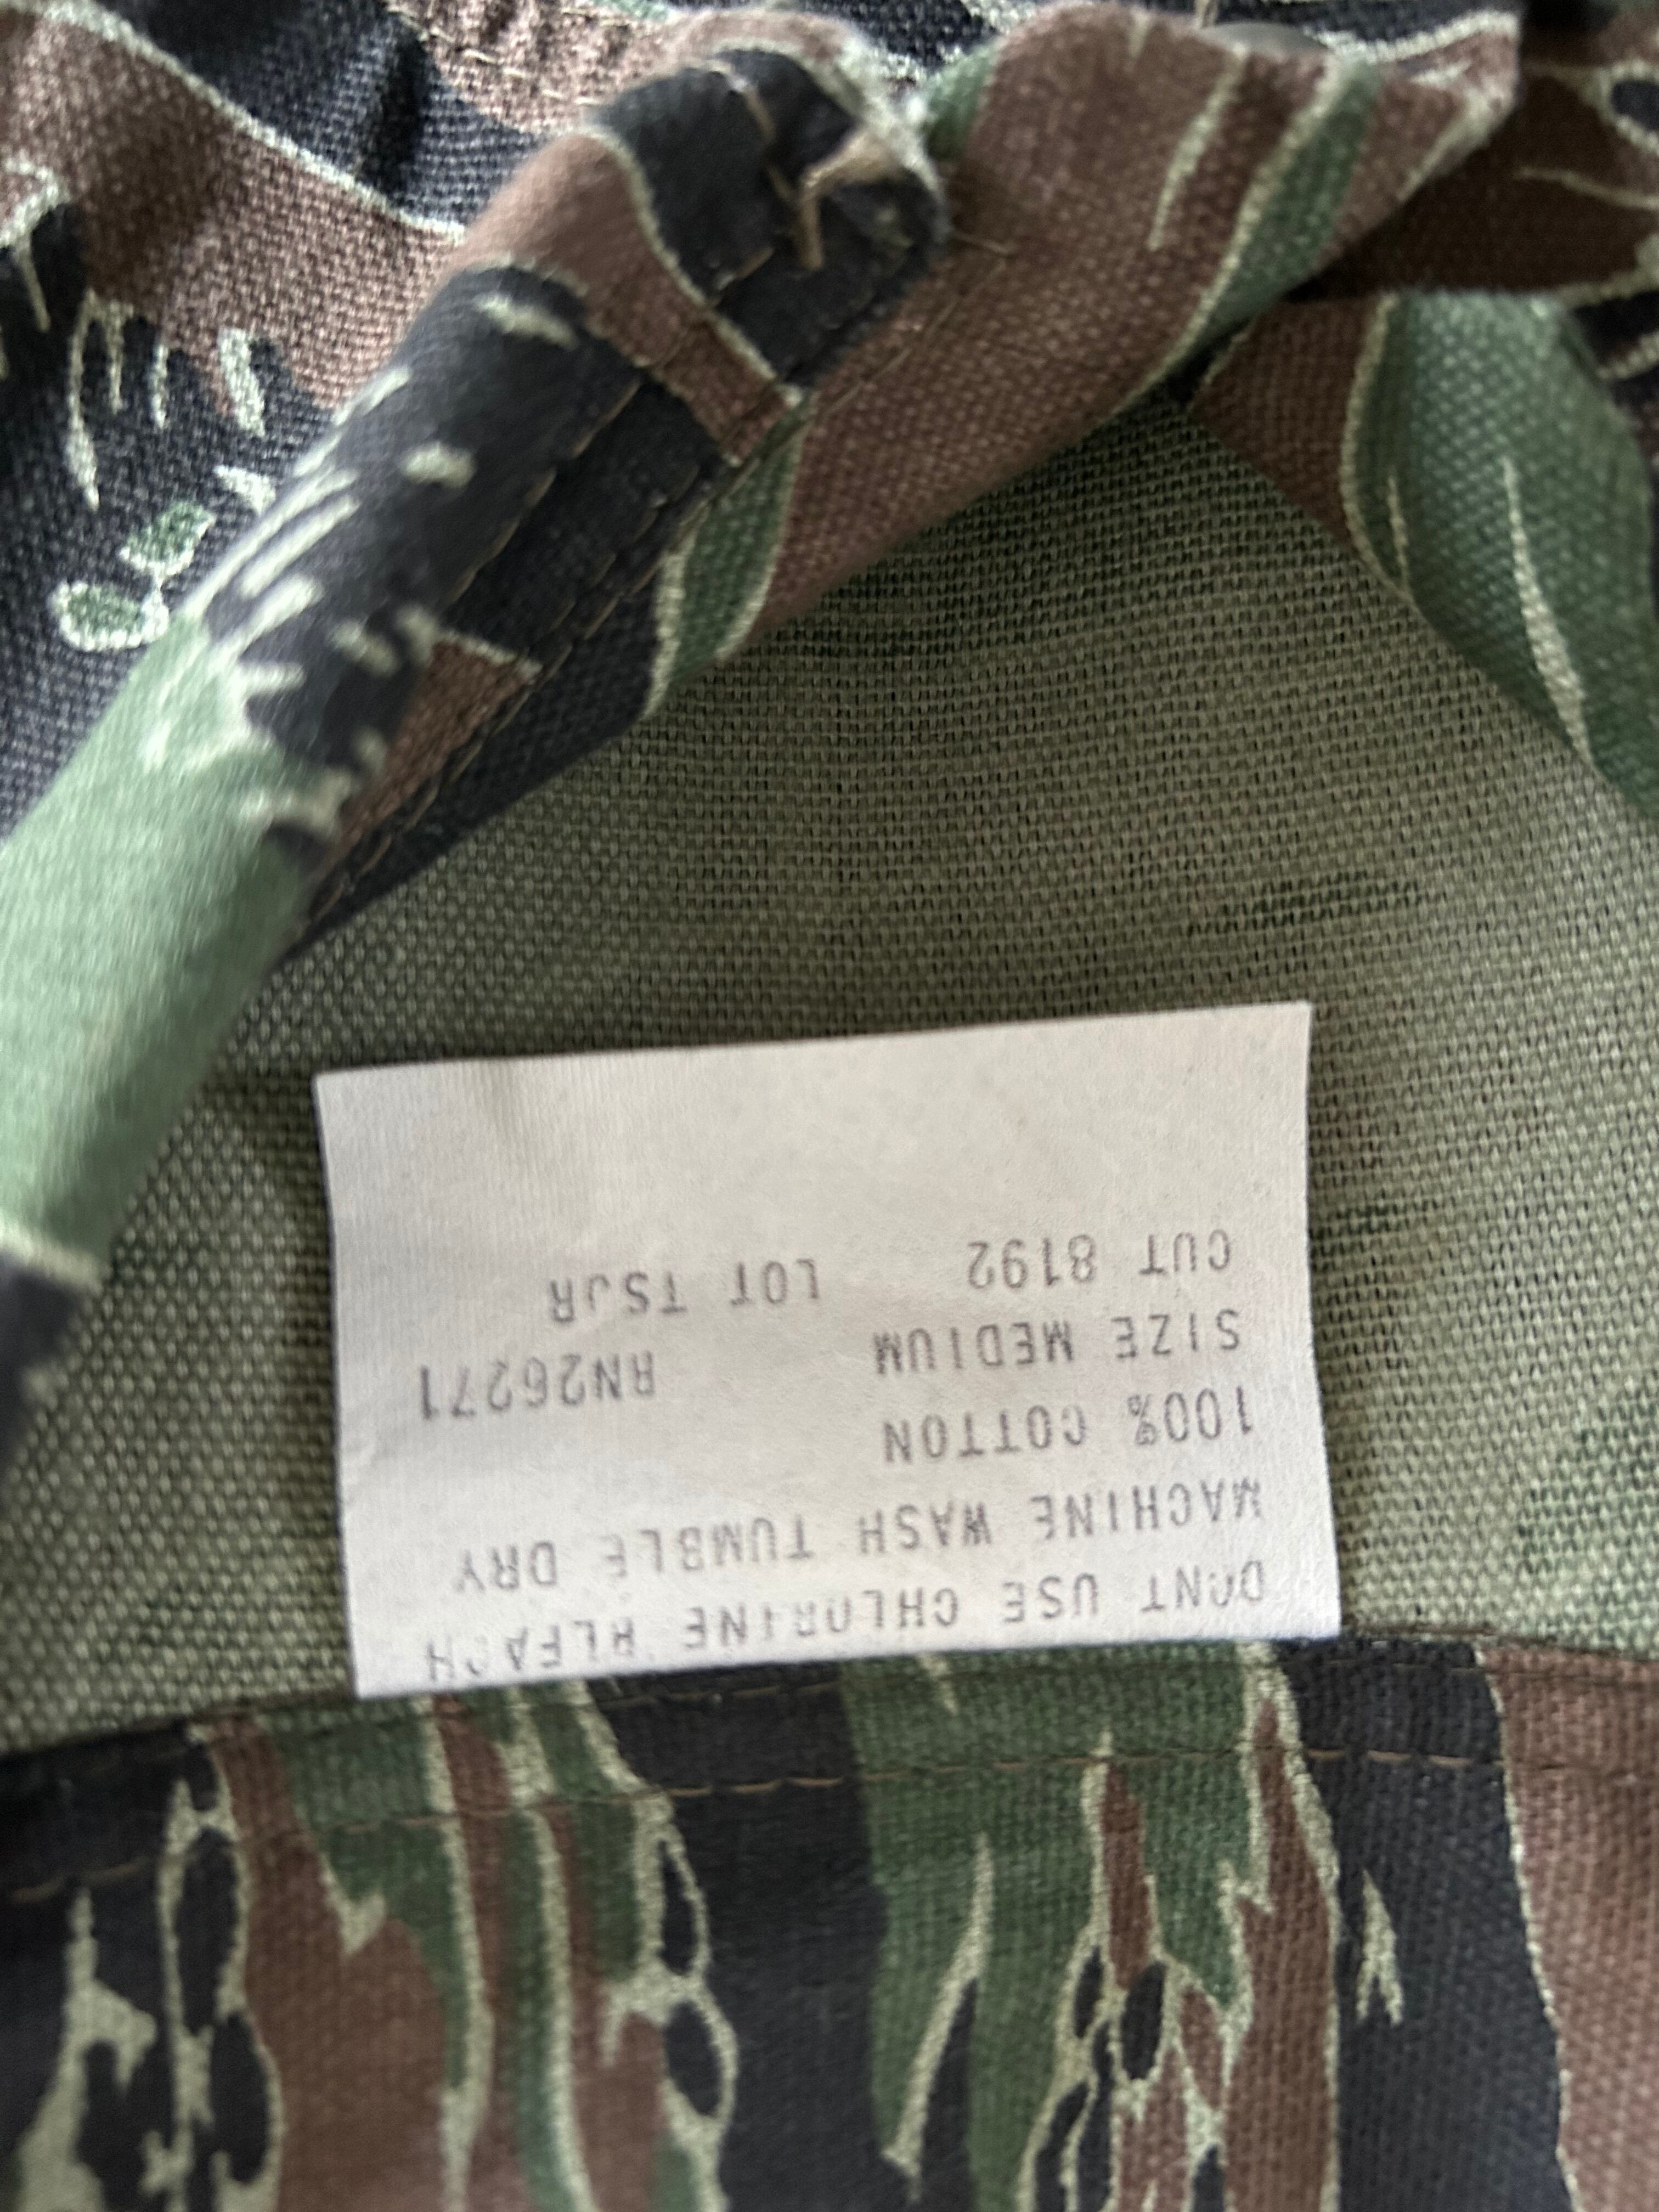 DONT USE CHLORINE BLEACH
MACHINE WASH TUMBLE DRY
100% COTTON
SIZE MEDIUM RN26271
CUT 8192 LOT TSJR